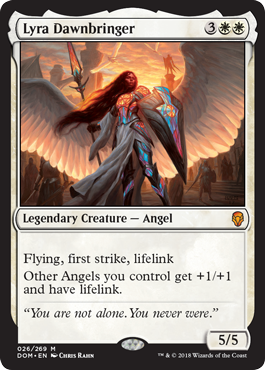 Lyra Dawnbringer 3
Legendary Creature — Angel
Flying, first strike, lifelink
Other Angels you control get +1/+1
and have lifelink.
“You are not alone. You never were.”
5/5
026/269 M
DOM • EN Chris Rahn
™ & © 2018 Wizards of the Coast